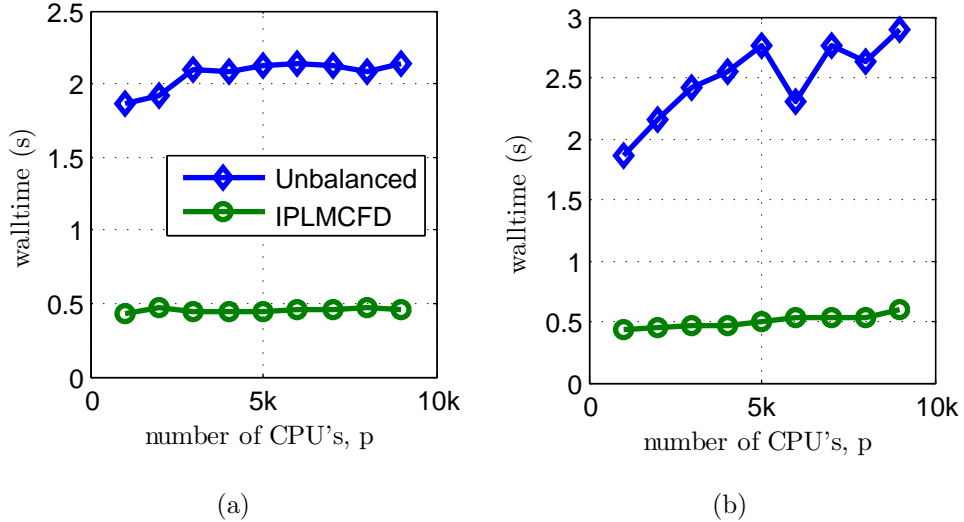 2.5
2
1.5
1
0.5
0
walltime (s)
Unbalanced
IPLMCFD
0
5k
10k
number of CPU's, p
(a)
3
2.5
2
1.5
1
0.5
0
walltime (s)
0
5k
10k
number of CPU's, p
(b)